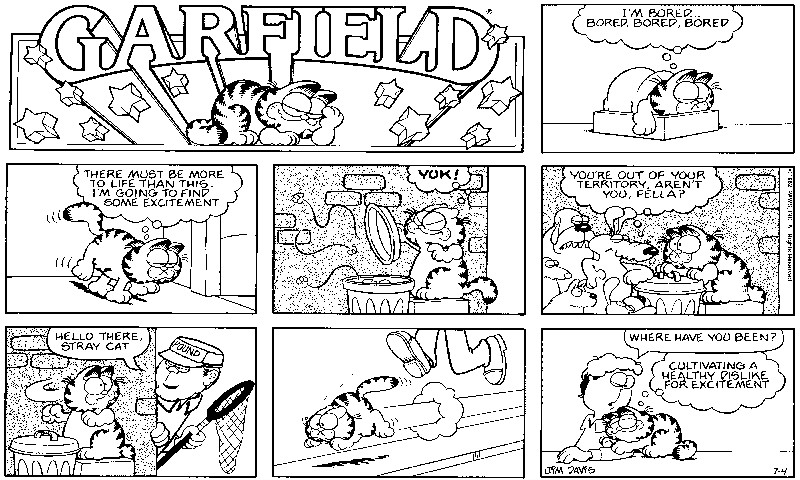 GARFIELD
I'M BORED...
BORED, BORED, BORED
THERE MUST BE MORE
TO LIFE THAN THIS.
I'M GOING TO FIND
SOME EXCITEMENT
YUK!
YOU'RE OUT OF YOUR
TERRITORY, AREN'T
YOU, FELLA?
HELLO THERE,
STRAY CAT
POUND
WHERE HAVE YOU BEEN?
CULTIVATING A
HEALTHY DISLIKE
FOR EXCITEMENT
JIM DAVIS
7-4